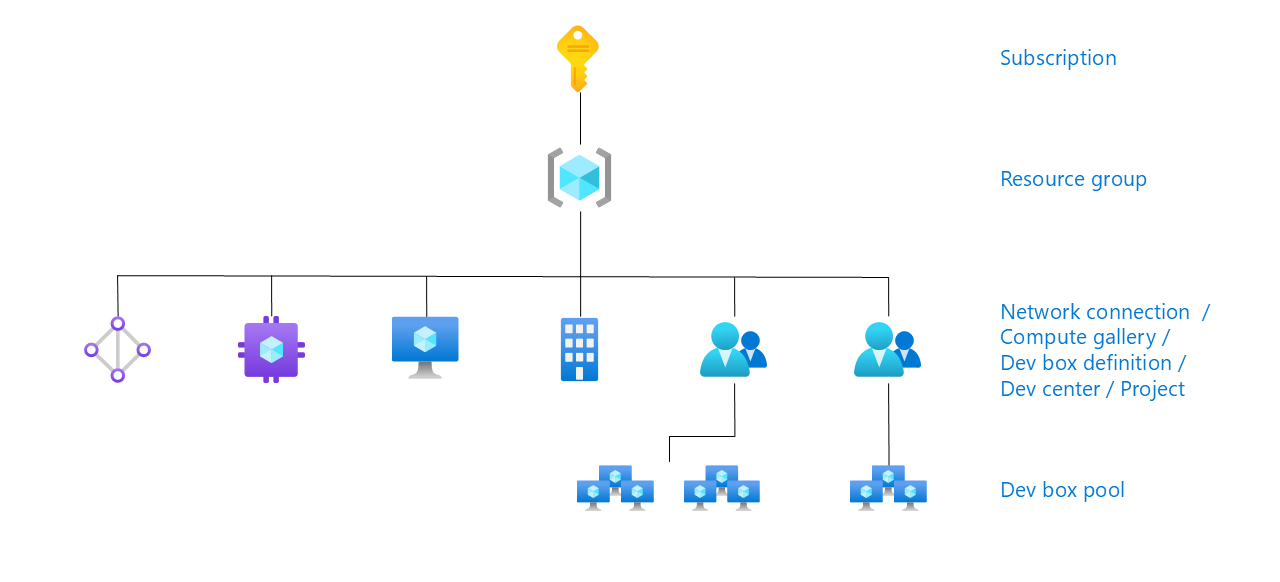 Subscription
Resource group
Network connection /
Compute gallery /
Dev box definition /
Dev center / Project
Dev box pool